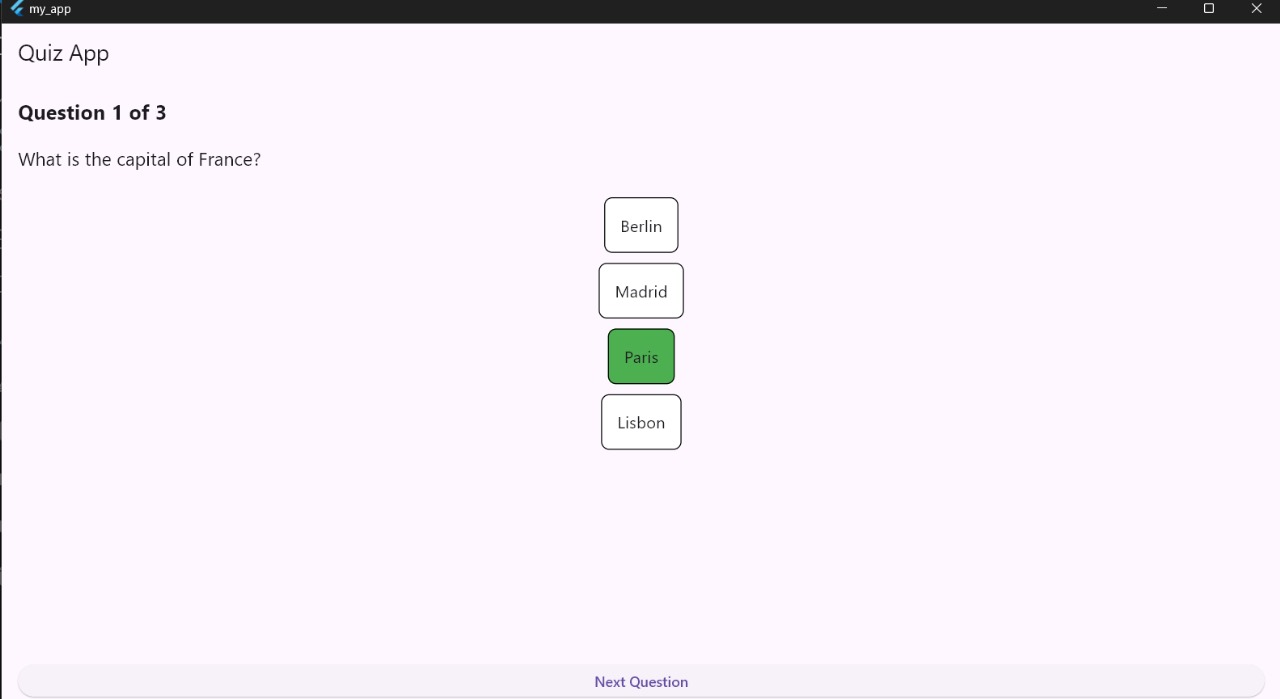 my_app
Quiz App
Question 1 of 3
What is the capital of France?
Berlin
Madrid
Paris
Lisbon
Next Question